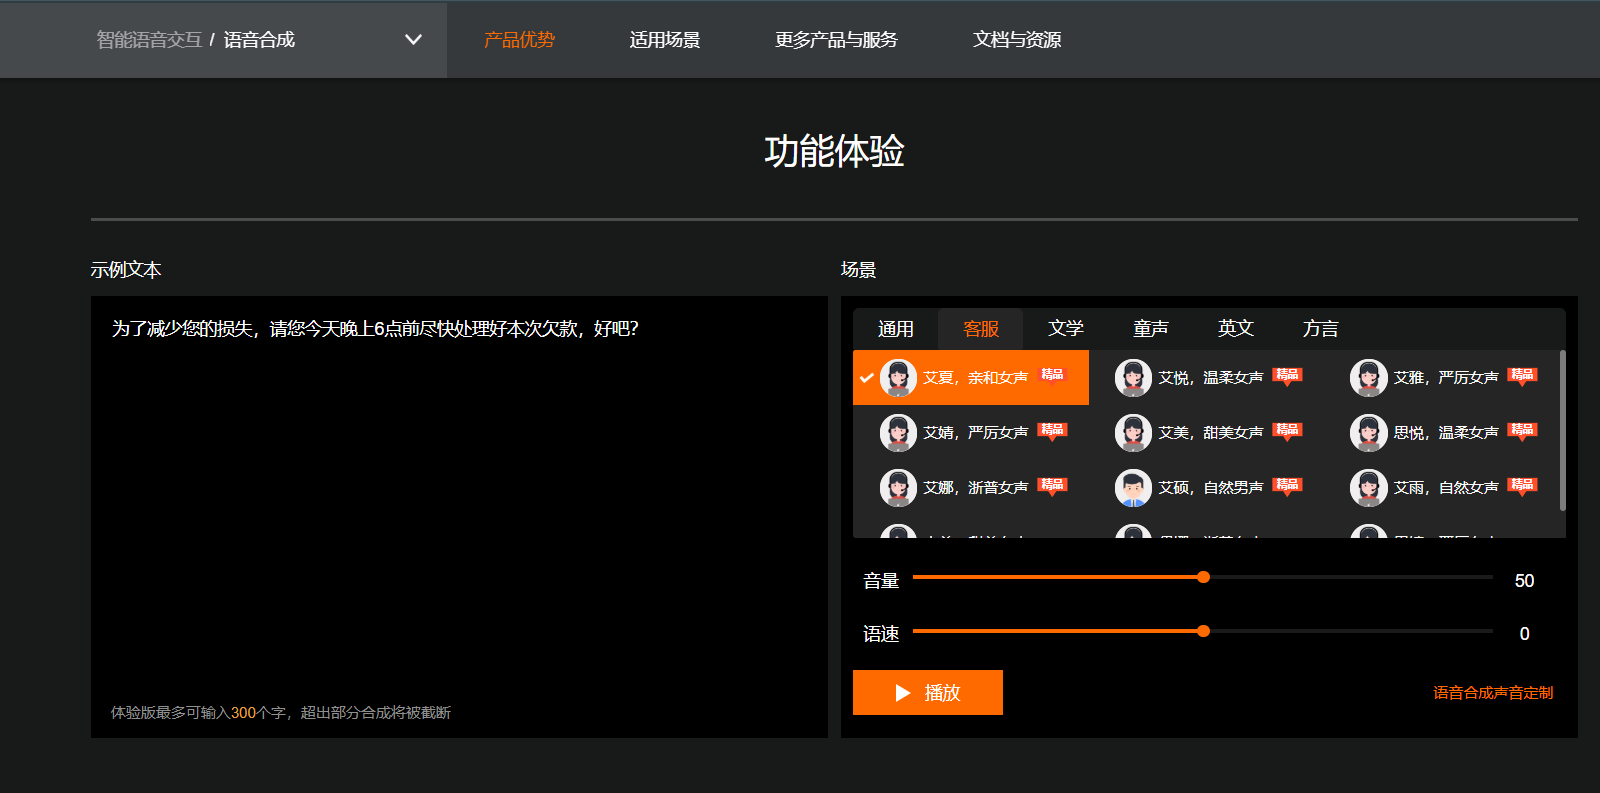 智能语音交互 / 语音合成
产品优势
适用场景
更多产品与服务
文档与资源
功能体验
示例文本
为了减少您的损失，请您今天晚上6点前尽快处理好本次欠款，好吧？
体验版最多可输入300个字，超出部分合成将被截断
场景
通用 客服 文学 童声 英文 方言
艾夏，亲和女声 精品
艾悦，温柔女声 精品
艾雅，严厉女声 精品
艾婧，严厉女声 精品
艾美，甜美女声 精品
思悦，温柔女声 精品
艾娜，浙普女声 精品
艾硕，自然男声 精品
艾雨，自然女声 精品
音量 50
语速 0
播放
语音合成声音定制